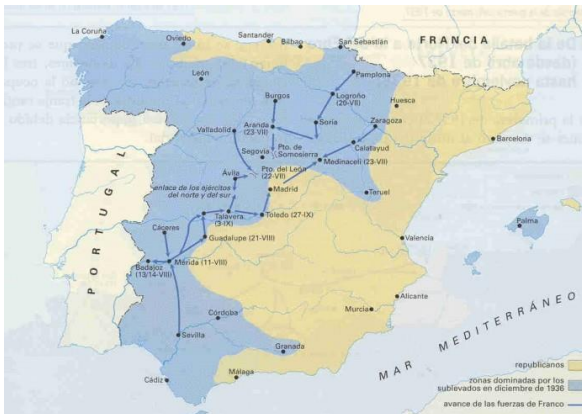 La Coruña
Oviedo
Santander
Bilbao
San Sebastián
FRANCIA
León
Pamplona
Burgos
Logroño
(20-VII)
Huesca
Aranda
(23-VII)
Soria
Zaragoza
Valladolid
Barcelona
Segovia
Pto. de
Somosierra
Calatayud
Medinaceli (23-VII)
Ávila
Pto. del León
(22-VII)
enlace de los ejércitos
del norte y del sur
Madrid
Teruel
PORTUGAL
Talavera
(3-IX)
Toledo (27-IX)
Cáceres
Guadalupe (21-VIII)
Palma
Valencia
Badajoz
(13/14-VIII)
Mérida (11-VIII)
Alicante
Murcia
MAR MEDITERRÁNEO
Córdoba
Sevilla
Granada
Cádiz
Málaga
republicanos
zonas dominadas por los
sublevados en diciembre de 1936
avance de las fuerzas de Franco